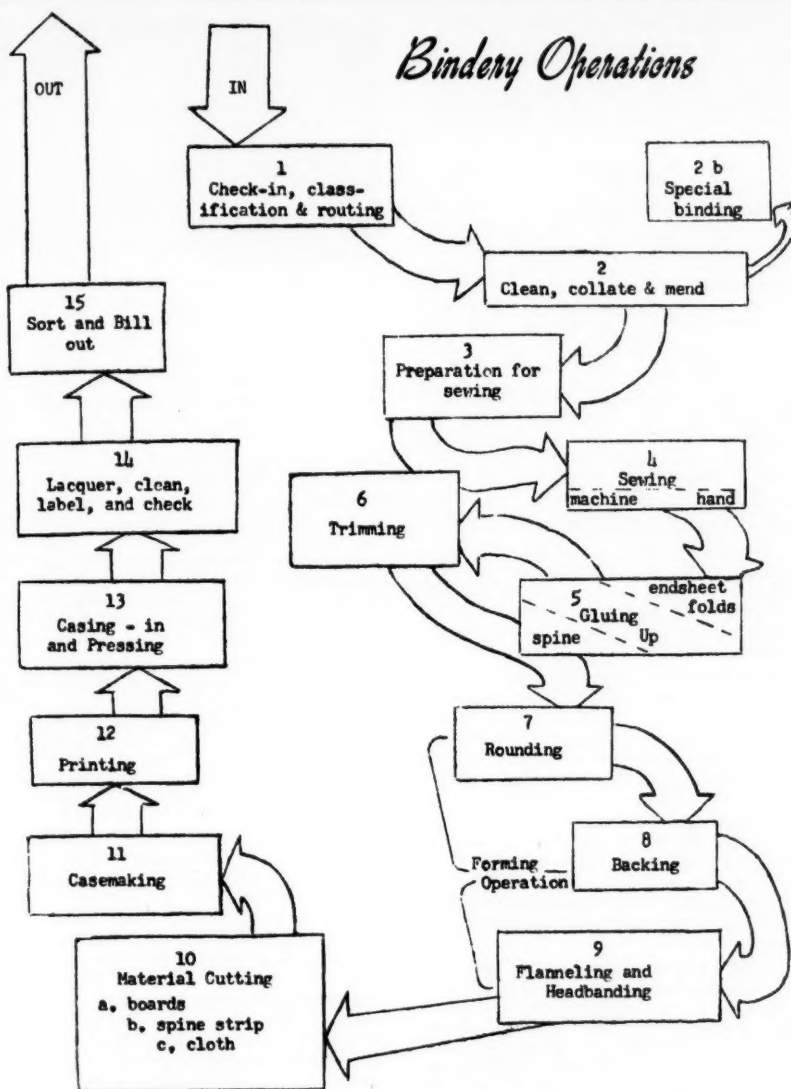 Bindery Operations
OUT
IN
1
Check-in, class-
ification & routing
2 b
Special
binding
2
Clean, collate & mend
3
Preparation for
sewing
4
Sewing
machine hand
5
Gluing
Up
endsheet
folds
spine
6
Trimming
7
Rounding
8
Backing
Forming
Operation
9
Flanneling and
Headbanding
10
Material Cutting
a. boards
b. spine strip
c. cloth
11
Casemaking
12
Printing
13
Casing - in
and Pressing
14
Lacquer, clean,
label, and check
15
Sort and Bill
out